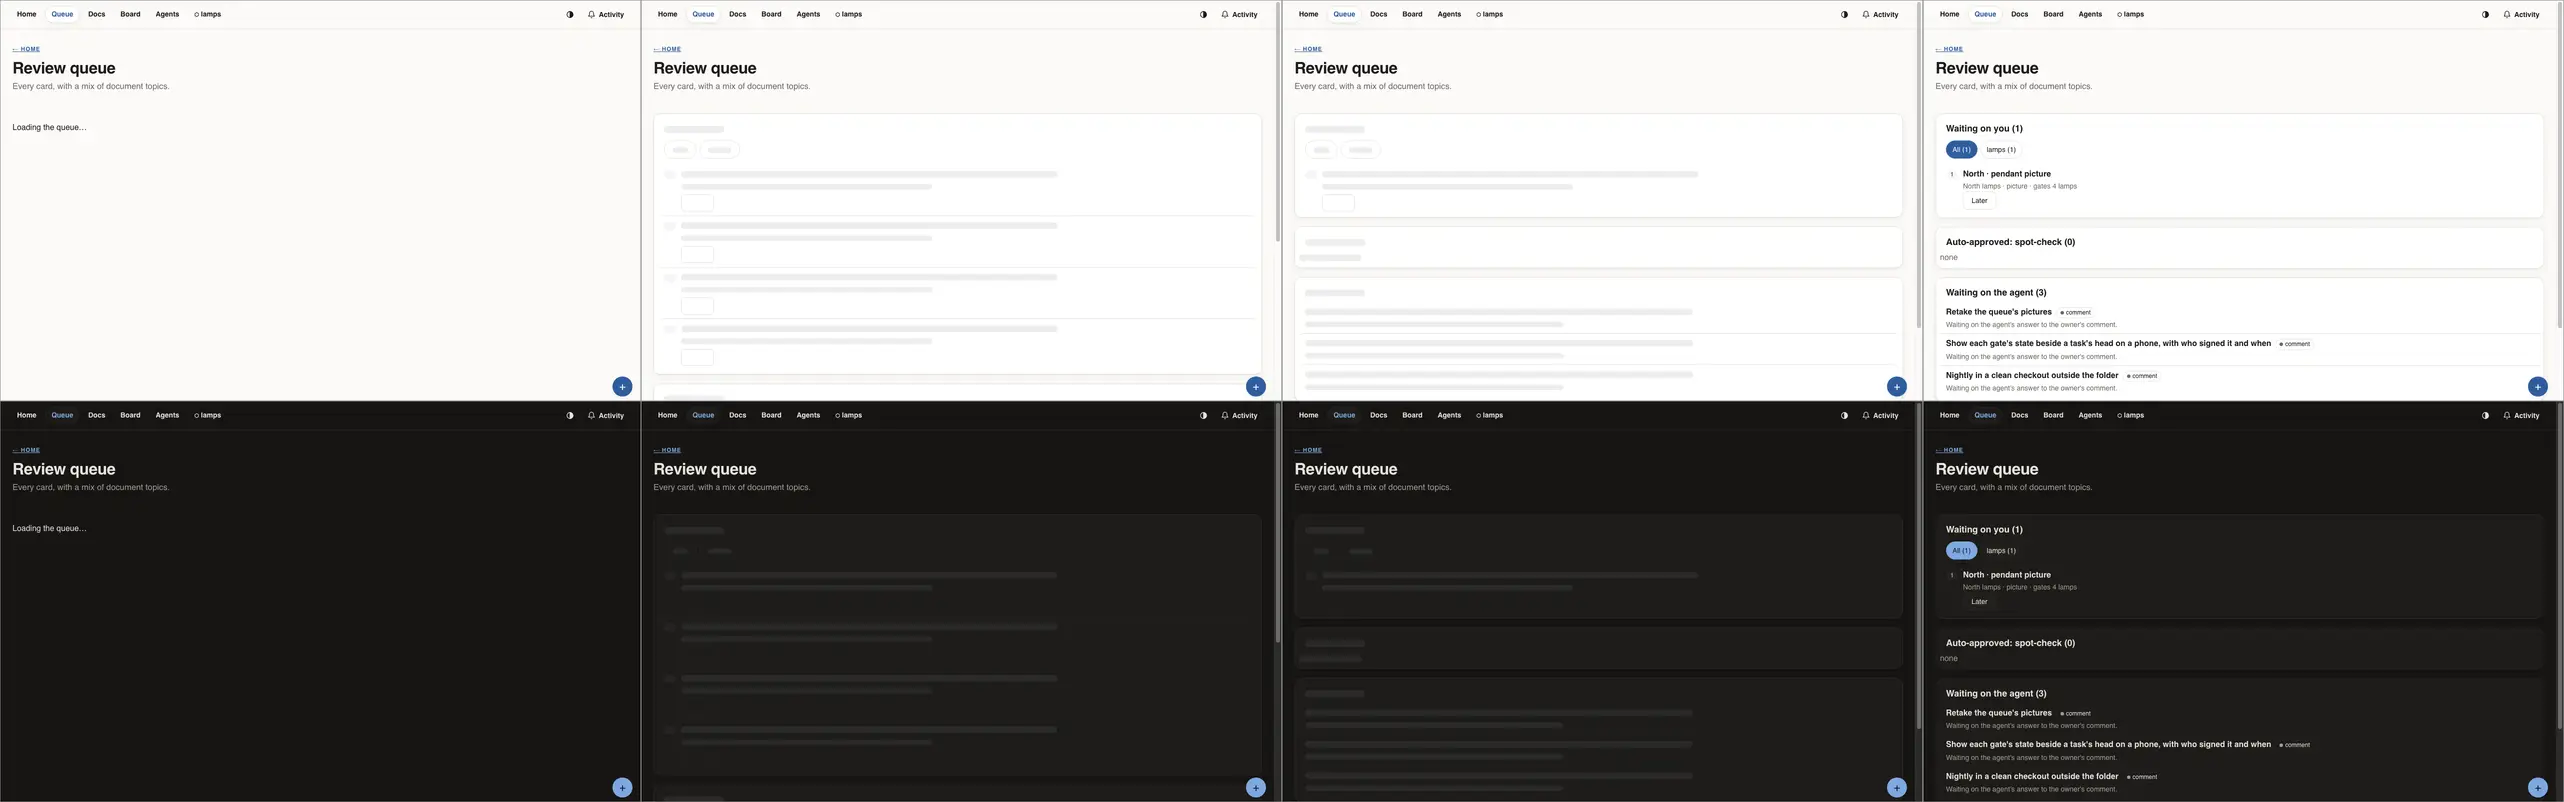 Home Queue Docs Board Agents lamps Activity
← HOME
Review queue
Every card, with a mix of document topics.
Loading the queue...
+
Home Queue Docs Board Agents lamps Activity
← HOME
Review queue
Every card, with a mix of document topics.
+
Home Queue Docs Board Agents lamps Activity
← HOME
Review queue
Every card, with a mix of document topics.
+
Home Queue Docs Board Agents lamps Activity
← HOME
Review queue
Every card, with a mix of document topics.
Waiting on you (1)
All (1) lamps (1)
1 North · pendant picture
North lamps · picture · gates 4 lamps
Later
Auto-approved: spot-check (0)
none
Waiting on the agent (3)
Retake the queue's pictures comment
Waiting on the agent's answer to the owner's comment.
Show each gate's state beside a task's head on a phone, with who signed it and when comment
Waiting on the agent's answer to the owner's comment.
Nightly in a clean checkout outside the folder comment
Waiting on the agent's answer to the owner's comment.
+
Home Queue Docs Board Agents lamps Activity
← HOME
Review queue
Every card, with a mix of document topics.
Loading the queue...
+
Home Queue Docs Board Agents lamps Activity
← HOME
Review queue
Every card, with a mix of document topics.
+
Home Queue Docs Board Agents lamps Activity
← HOME
Review queue
Every card, with a mix of document topics.
+
Home Queue Docs Board Agents lamps Activity
← HOME
Review queue
Every card, with a mix of document topics.
Waiting on you (1)
All (1) lamps (1)
1 North · pendant picture
North lamps · picture · gates 4 lamps
Later
Auto-approved: spot-check (0)
none
Waiting on the agent (3)
Retake the queue's pictures comment
Waiting on the agent's answer to the owner's comment.
Show each gate's state beside a task's head on a phone, with who signed it and when comment
Waiting on the agent's answer to the owner's comment.
Nightly in a clean checkout outside the folder comment
Waiting on the agent's answer to the owner's comment.
+